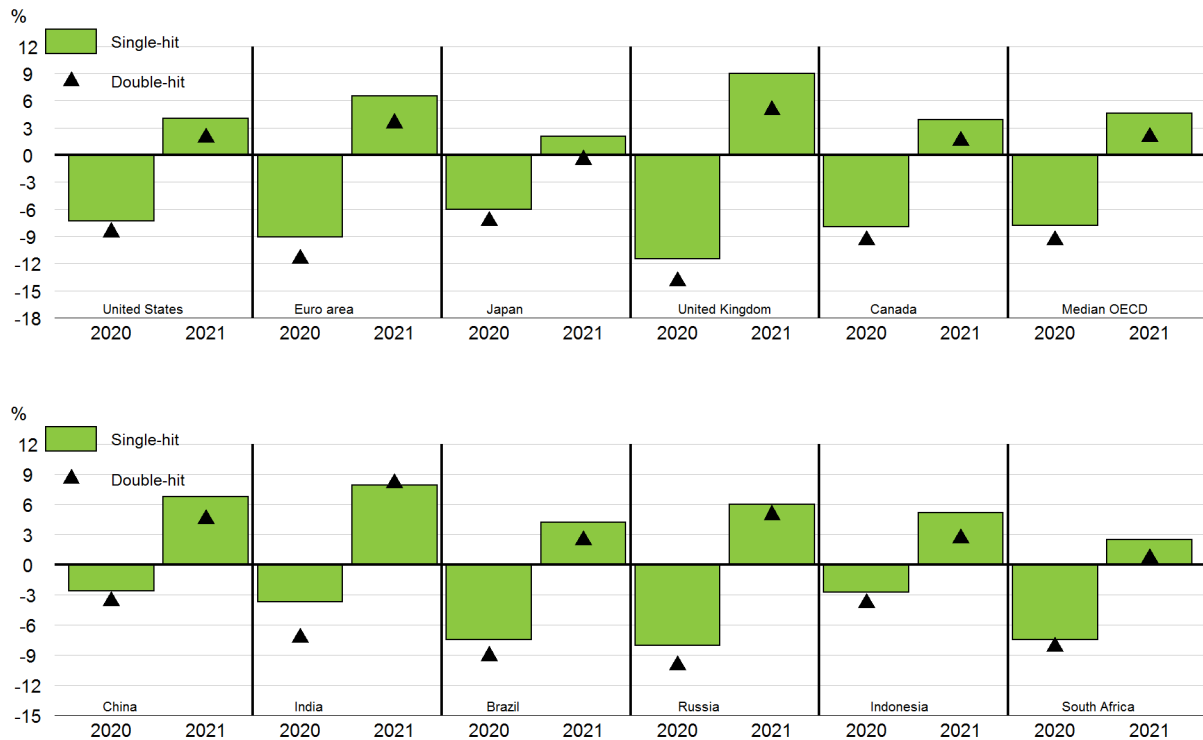 %
Single-hit
Double-hit
12
9
6
3
0
-3
-6
-9
-12
-15
-18
United States Euro area Japan United Kingdom Canada Median OECD
2020 2021 2020 2021 2020 2021 2020 2021 2020 2021 2020 2021
%
Single-hit
Double-hit
12
9
6
3
0
-3
-6
-9
-12
-15
China India Brazil Russia Indonesia South Africa
2020 2021 2020 2021 2020 2021 2020 2021 2020 2021 2020 2021